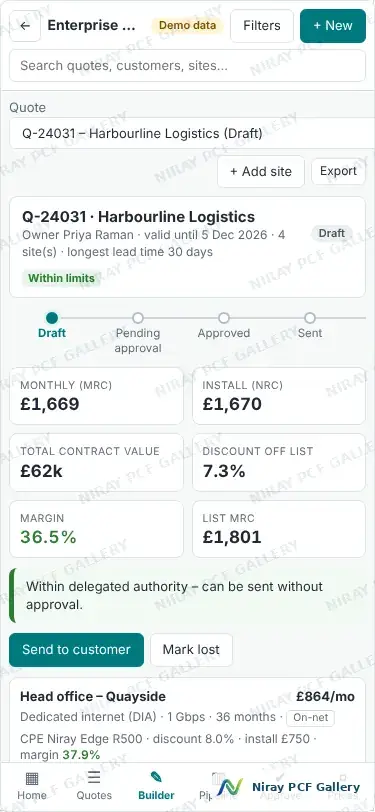 ← Enterprise ... Demo data Filters + New
Search quotes, customers, sites...
Quote
Q-24031 – Harbourline Logistics (Draft)
+ Add site Export
Q-24031 · Harbourline Logistics
Owner Priya Raman · valid until 5 Dec 2026 · 4
site(s) · longest lead time 30 days
Draft
Within limits
Draft Pending Approved Sent
approval
MONTHLY (MRC) INSTALL (NRC)
£1,669 £1,670
TOTAL CONTRACT VALUE DISCOUNT OFF LIST
£62k 7.3%
MARGIN LIST MRC
36.5% £1,801
Within delegated authority – can be sent without
approval.
Send to customer Mark lost
Head office – Quayside £864/mo
Dedicated internet (DIA) · 1 Gbps · 36 months · On-net
CPE Niray Edge R500 · discount 8.0% · install £750 ·
margin 37.9%
Home Quotes Builder
Niray PCF Gallery
NIRAY PCF GALLERY